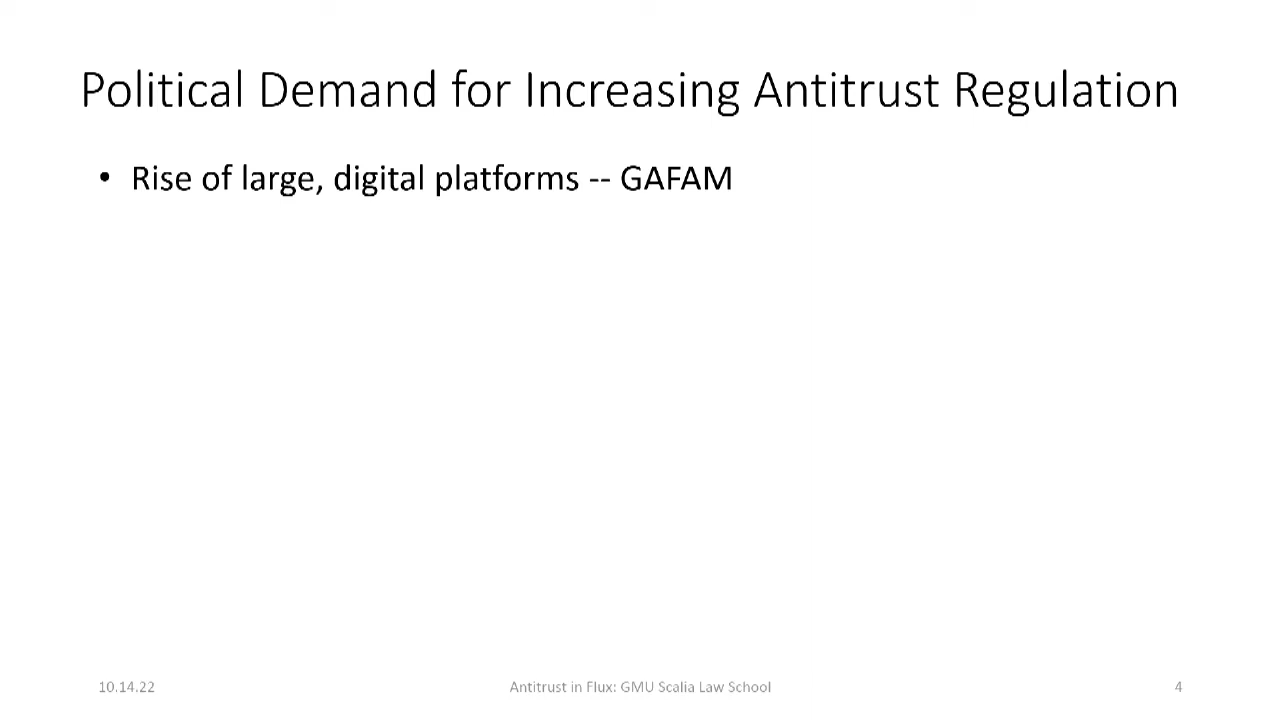 Political Demand for Increasing Antitrust Regulation
• Rise of large, digital platforms -- GAFAM
10.14.22
Antitrust in Flux: GMU Scalia Law School
4